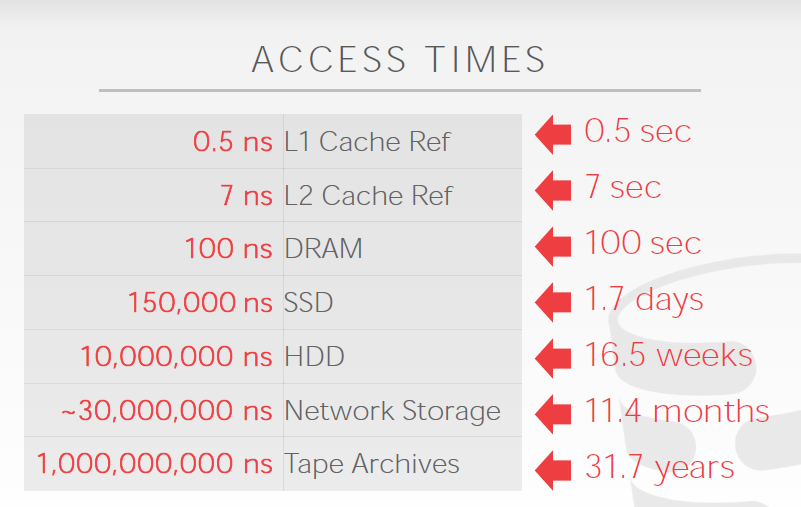 ACCESS TIMES
0.5 ns L1 Cache Ref 0.5 sec
7 ns L2 Cache Ref 7 sec
100 ns DRAM 100 sec
150,000 ns SSD 1.7 days
10,000,000 ns HDD 16.5 weeks
~30,000,000 ns Network Storage 11.4 months
1,000,000,000 ns Tape Archives 31.7 years